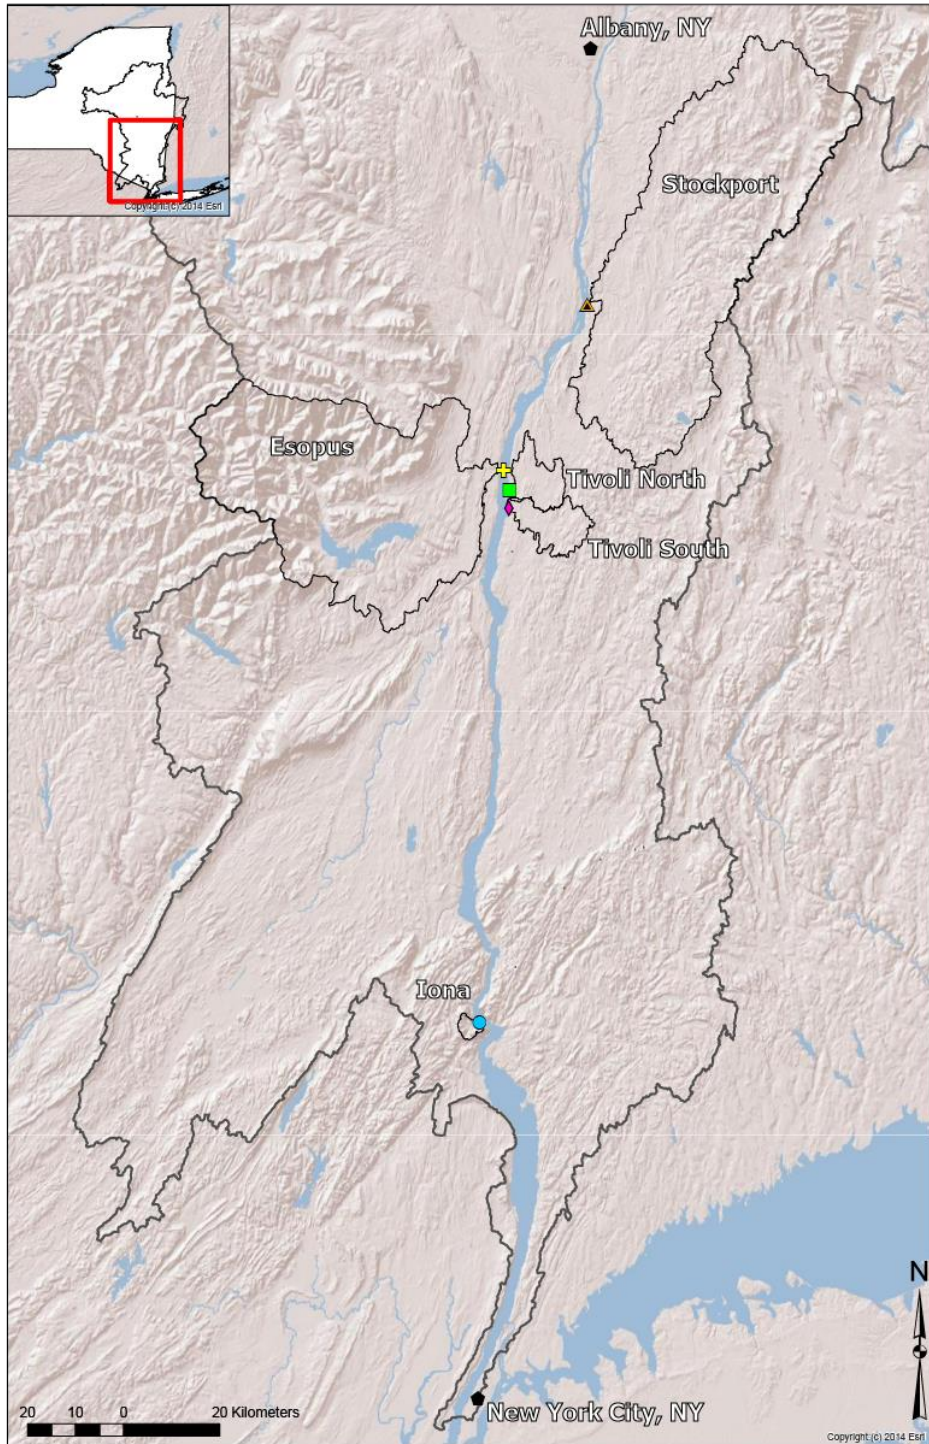 Albany, NY
Copyright:(c) 2014 Esri
Stockport
Esopus
Tivoli North
Tivoli South
Iona
N
20 10 0 20 Kilometers
New York City, NY
Copyright:(c) 2014 Esri